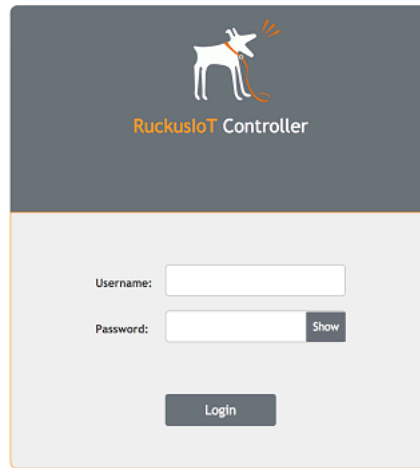 RuckusIoT Controller
Username:
Password:
Show
Login